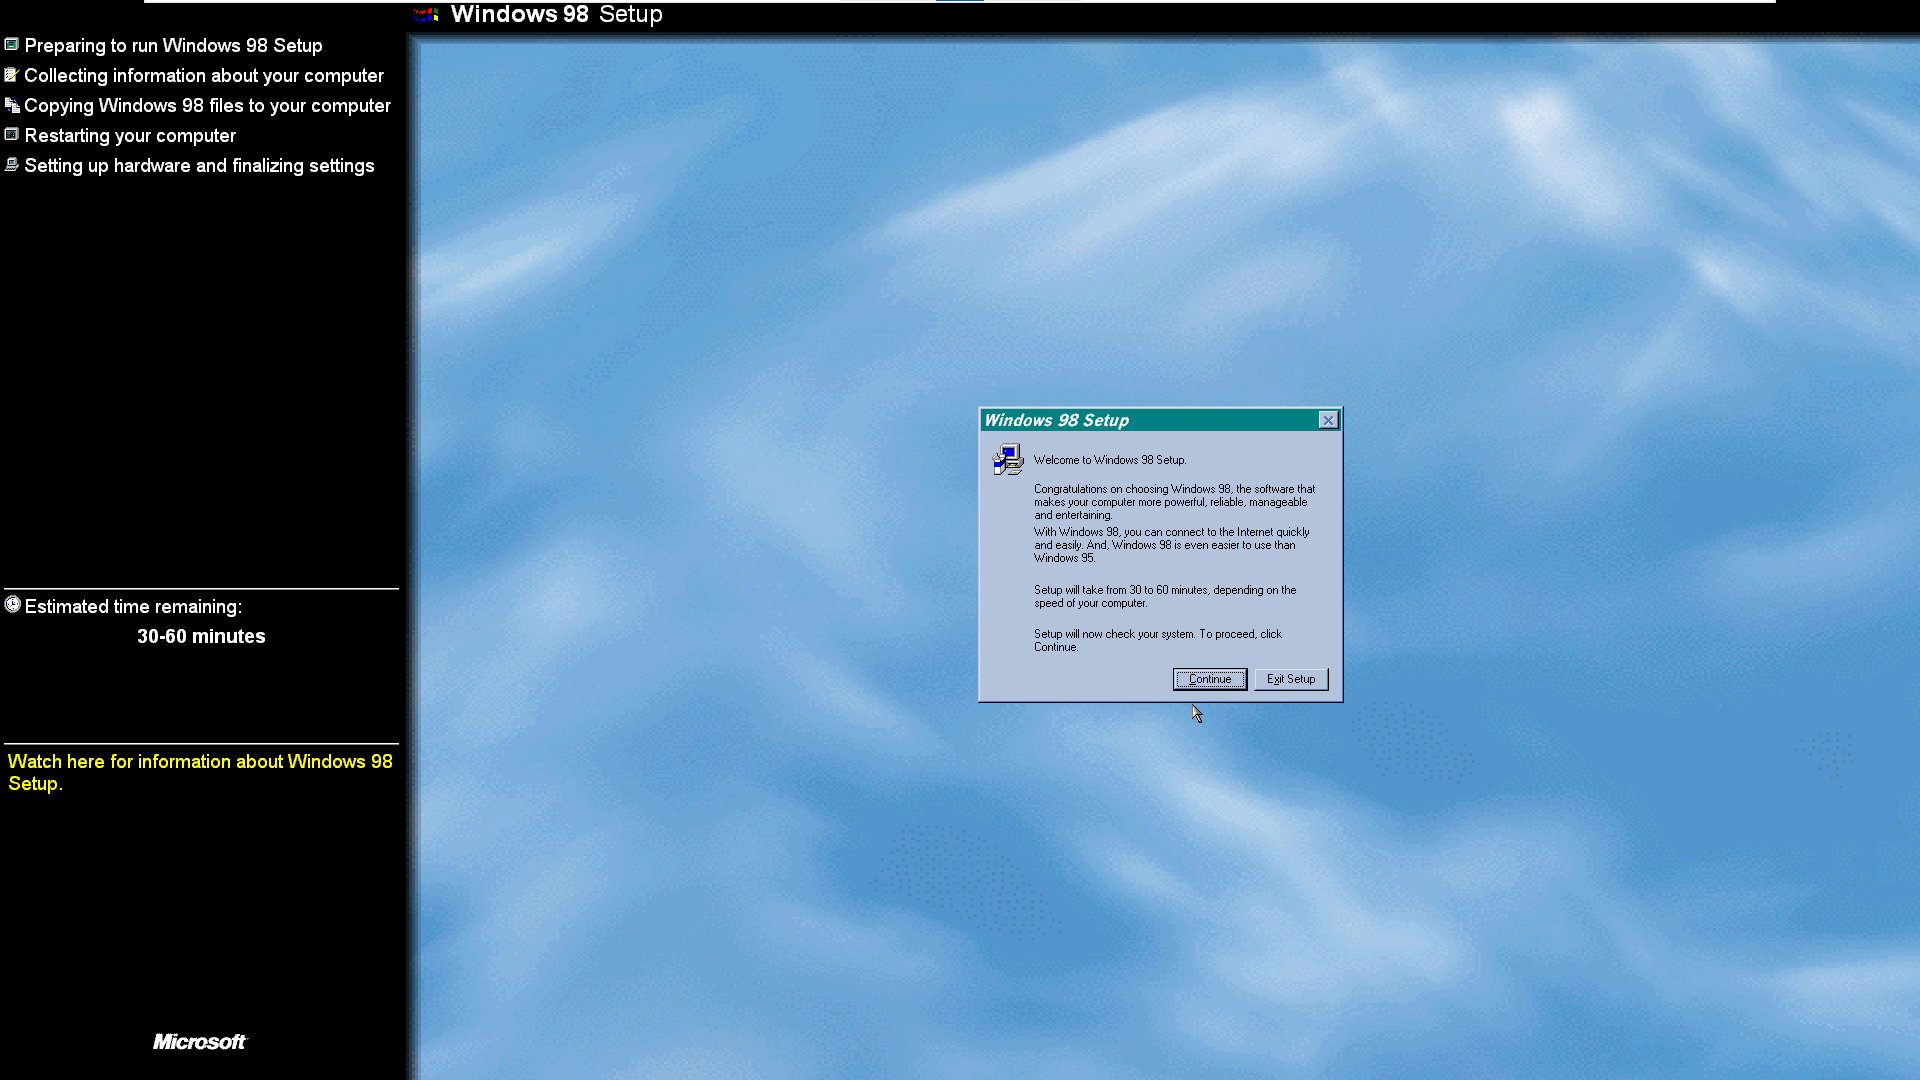 Windows 98 Setup
Preparing to run Windows 98 Setup
Collecting information about your computer
Copying Windows 98 files to your computer
Restarting your computer
Setting up hardware and finalizing settings
Estimated time remaining:
30-60 minutes
Watch here for information about Windows 98
Setup.
Microsoft
Windows 98 Setup
Welcome to Windows 98 Setup.
Congratulations on choosing Windows 98, the software that
makes your computer more powerful, reliable, manageable
and entertaining.
With Windows 98, you can connect to the Internet quickly
and easily. And, Windows 98 is even easier to use than
Windows 95.
Setup will take from 30 to 60 minutes, depending on the
speed of your computer.
Setup will now check your system. To proceed, click
Continue.
Continue
Exit Setup